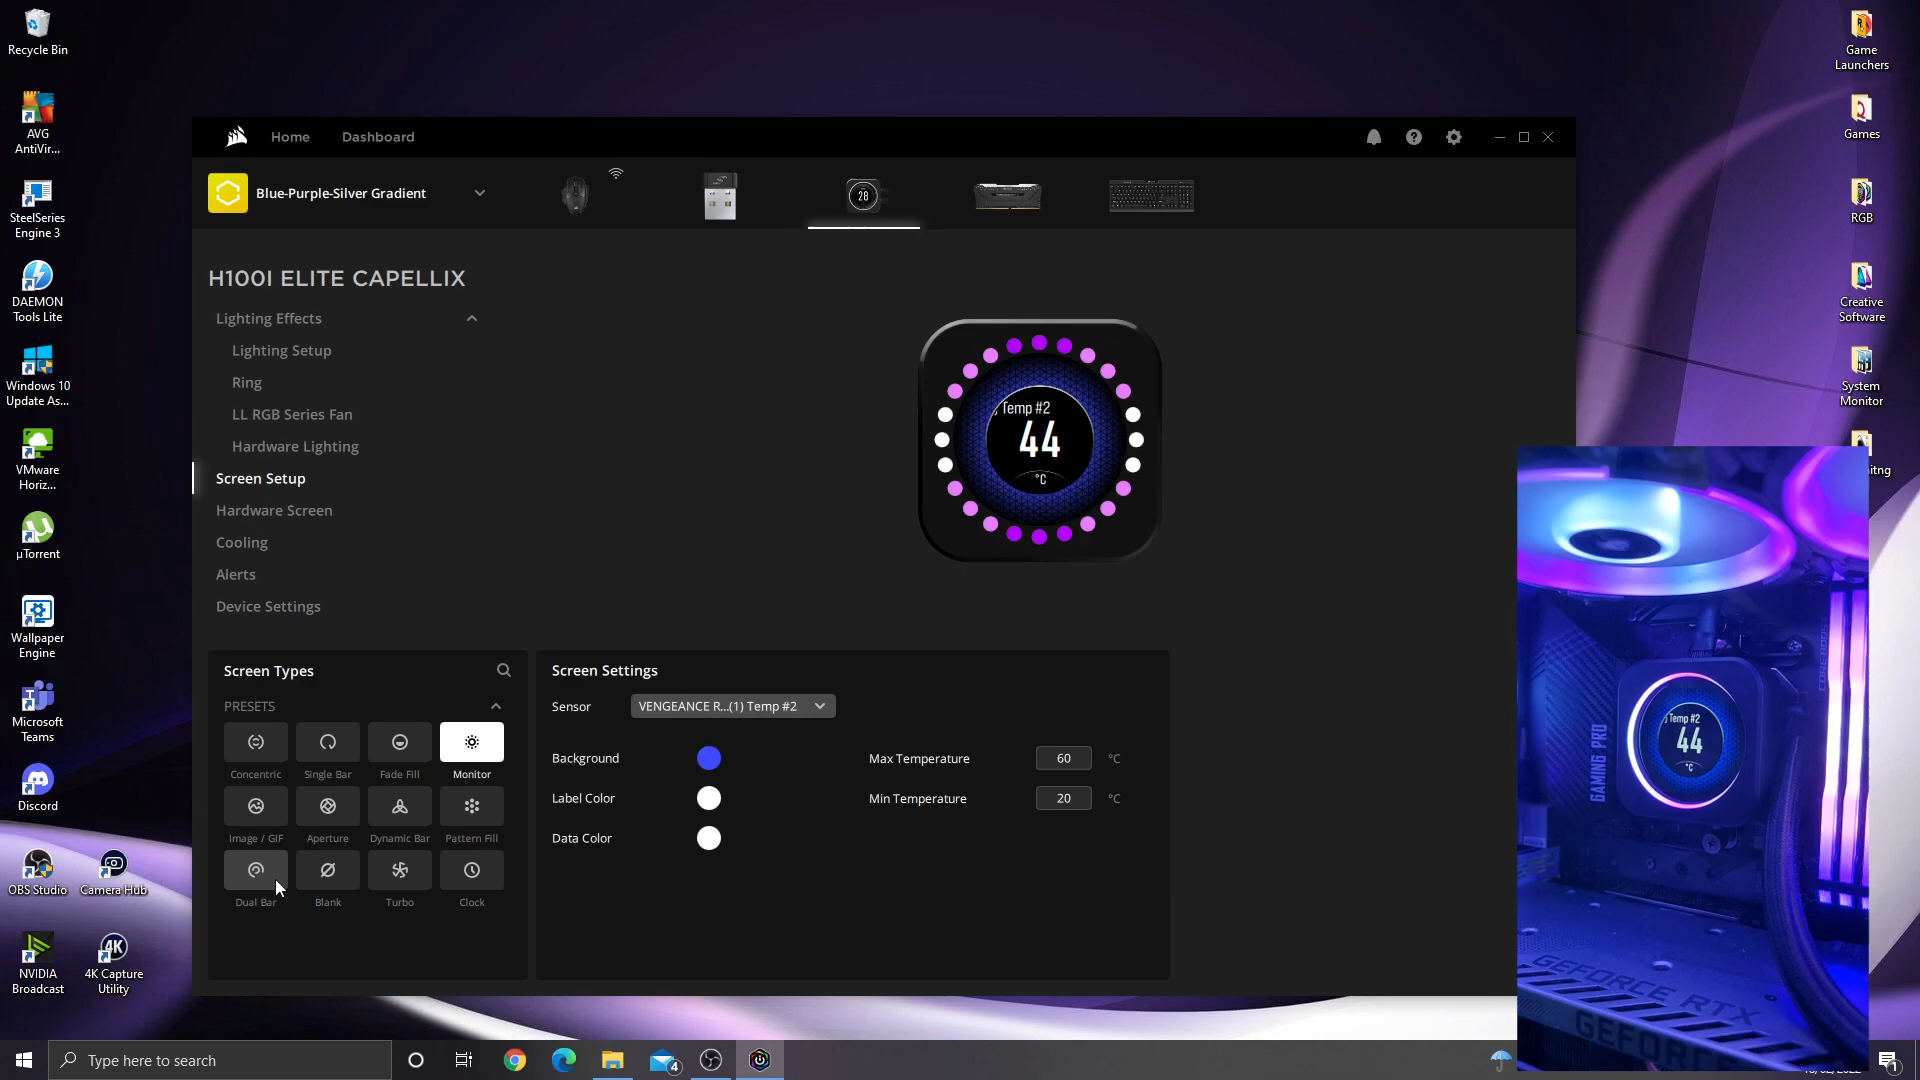 Recycle Bin
AVG
AntiVir...
SteelSeries
Engine 3
DAEMON
Tools Lite
Windows 10
Update As...
VMware
Horiz...
µTorrent
Wallpaper
Engine
Microsoft
Teams
Discord
OBS Studio
Camera Hub
NVIDIA
Broadcast
4K
4K Capture
Utility
Home
Dashboard
Blue-Purple-Silver Gradient
28
H100I ELITE CAPELLIX
Lighting Effects
Lighting Setup
Ring
LL RGB Series Fan
Hardware Lighting
Screen Setup
Hardware Screen
Cooling
Alerts
Device Settings
Temp #2
44
°C
Screen Types
PRESETS
Concentric
Single Bar
Fade Fill
Monitor
Image / GIF
Aperture
Dynamic Bar
Pattern Fill
Dual Bar
Blank
Turbo
Clock
Screen Settings
Sensor
VENGEANCE R...(1) Temp #2
Background
Label Color
Data Color
Max Temperature
60
°C
Min Temperature
20
°C
Game
Launchers
Games
RGB
Creative
Software
System
Monitor
Temp #2
44
°C
GAMING PRO
GEFORCE RTX
GEFORC
Type here to search
4
1